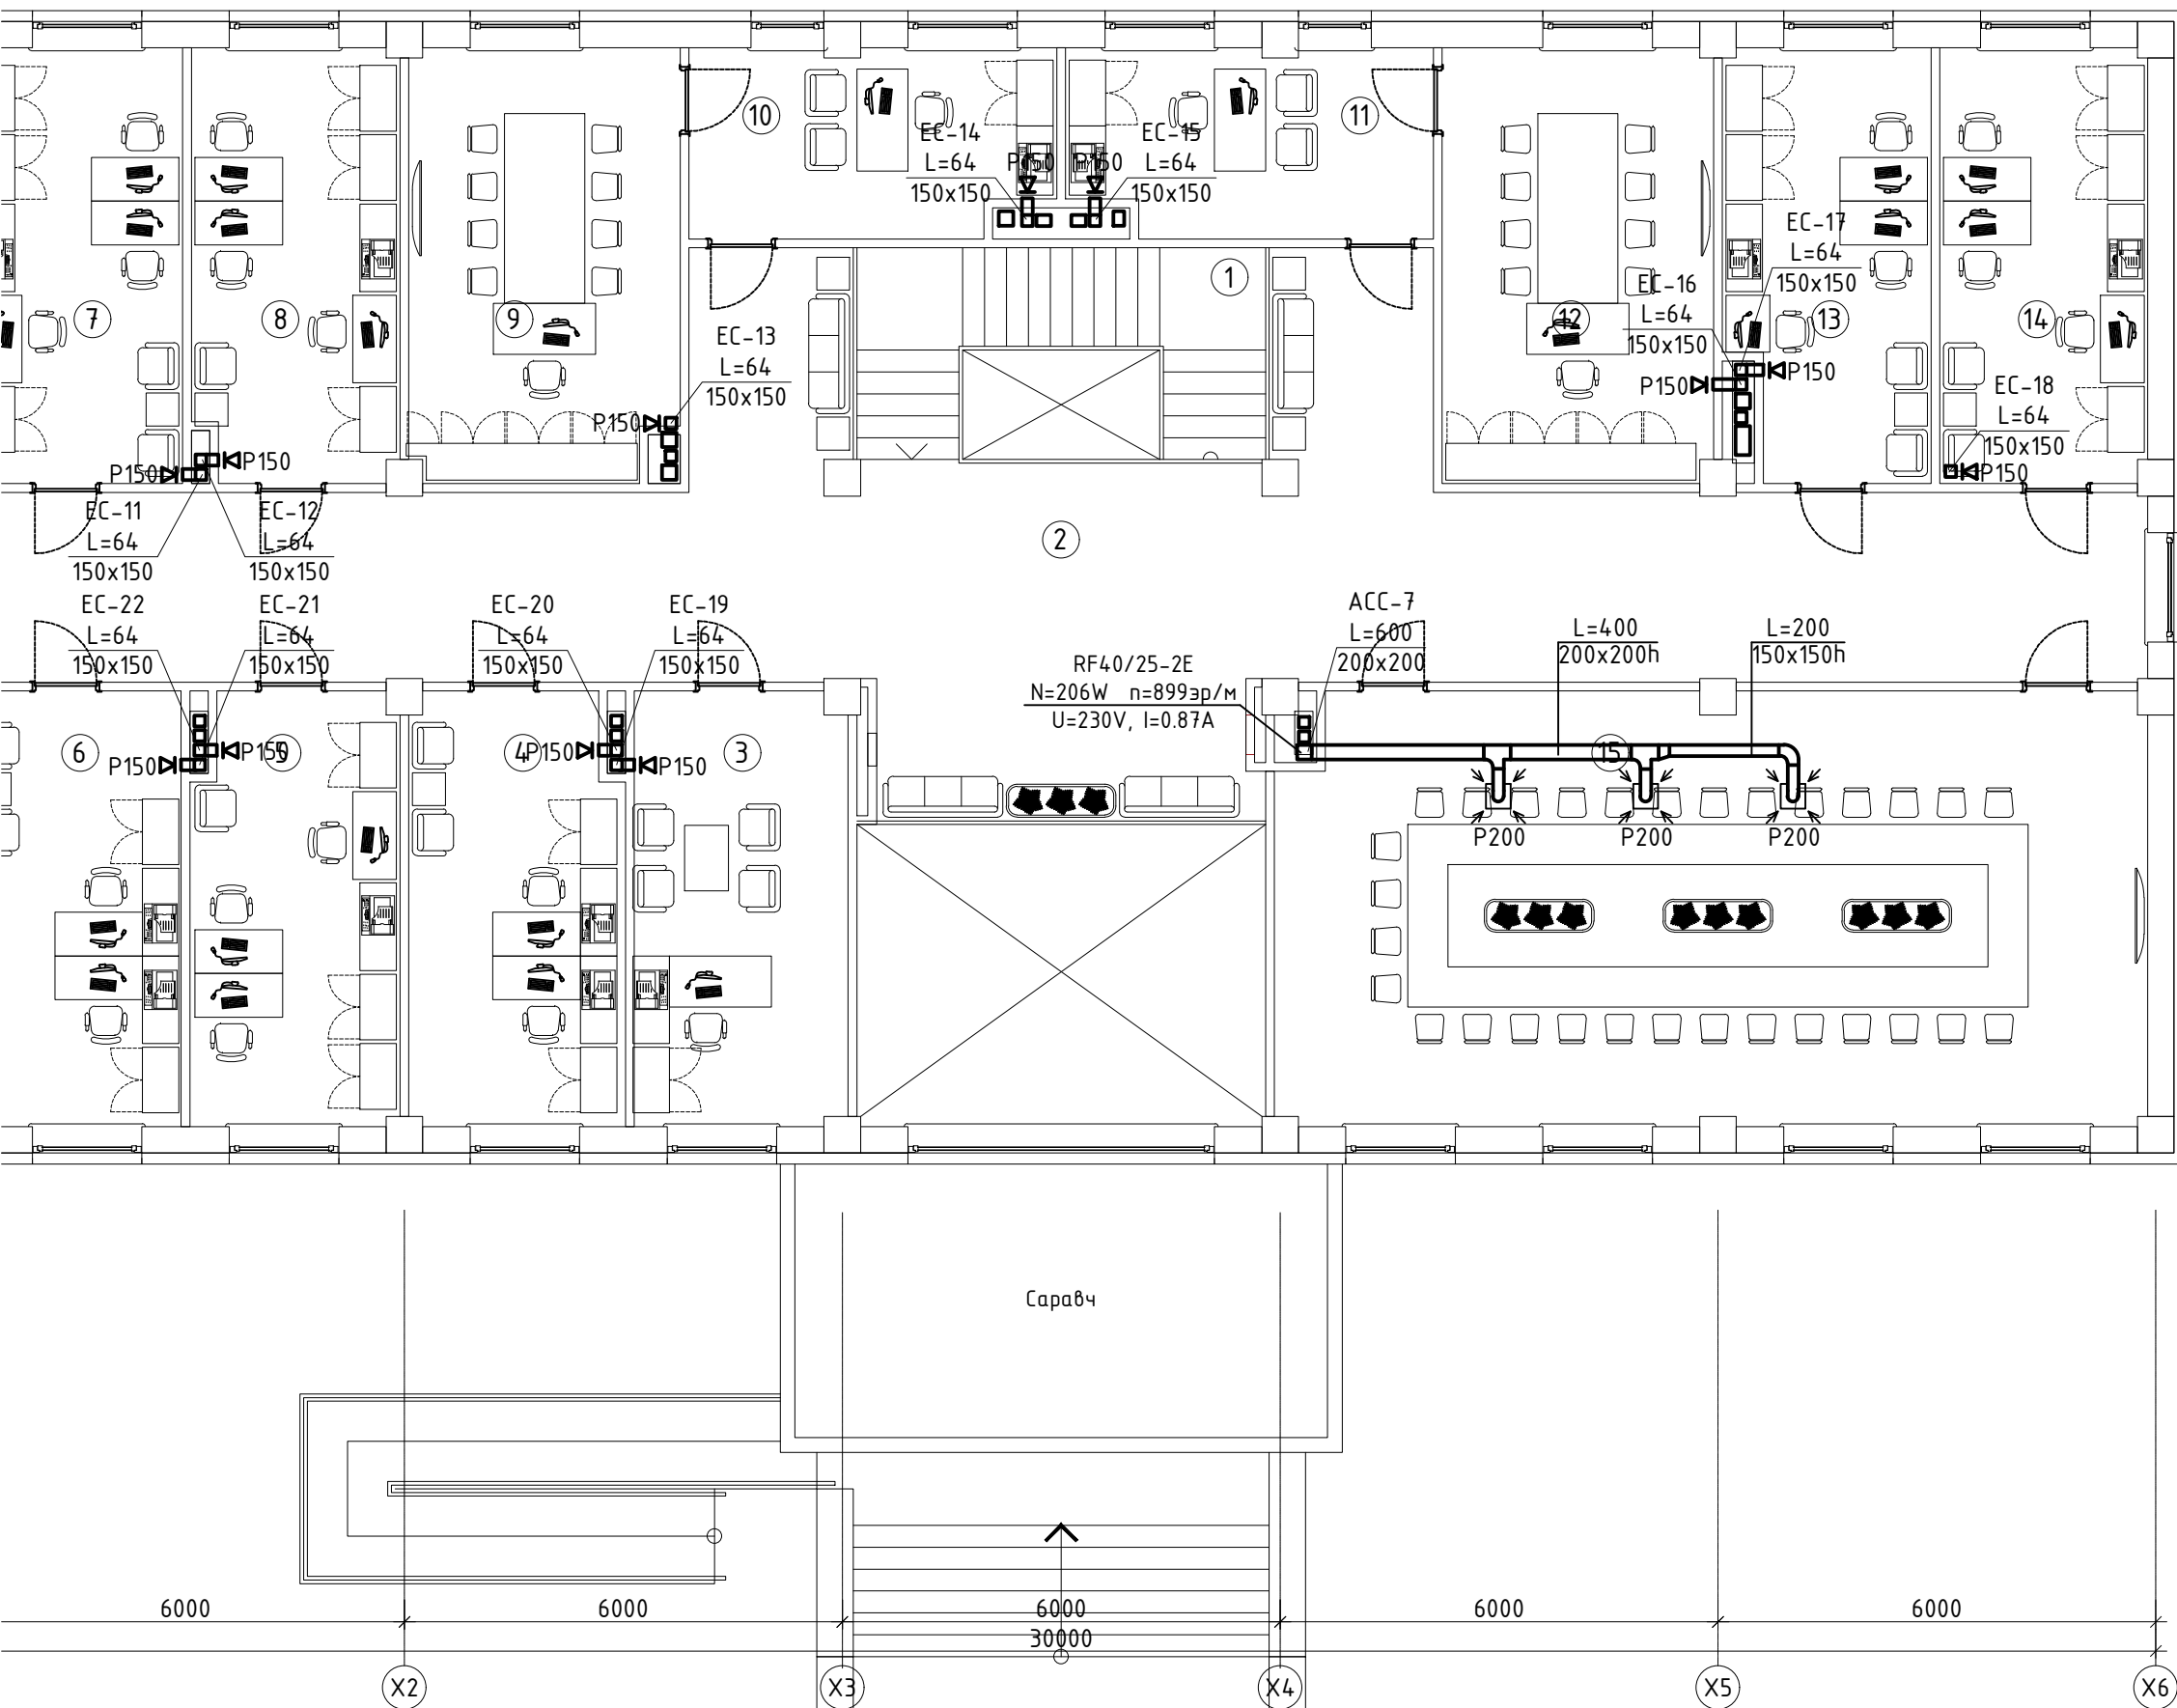 10
11
EC-14
L=64
150x150
P150
P150
EC-15
L=64
150x150
EC-17
L=64
150x150
1
EC-16
L=64
150x150
7
8
9
12
13
14
EC-13
L=64
150x150
P150
P150
P150
EC-18
L=64
150x150
P150
P150
P150
EC-11
L=64
150x150
EC-12
L=64
150x150
2
EC-22
L=64
150x150
EC-21
L=64
150x150
EC-20
L=64
150x150
EC-19
L=64
150x150
ACC-7
L=600
200x200
L=400
200x200h
L=200
150x150h
RF40/25-2E
N=206W n=899эр/м
U=230V, I=0.87A
6
P150
P150
5
4
P150
P150
3
15
P200
P200
P200
Саравч
6000
6000
6000
6000
6000
30000
X2
X3
X4
X5
X6